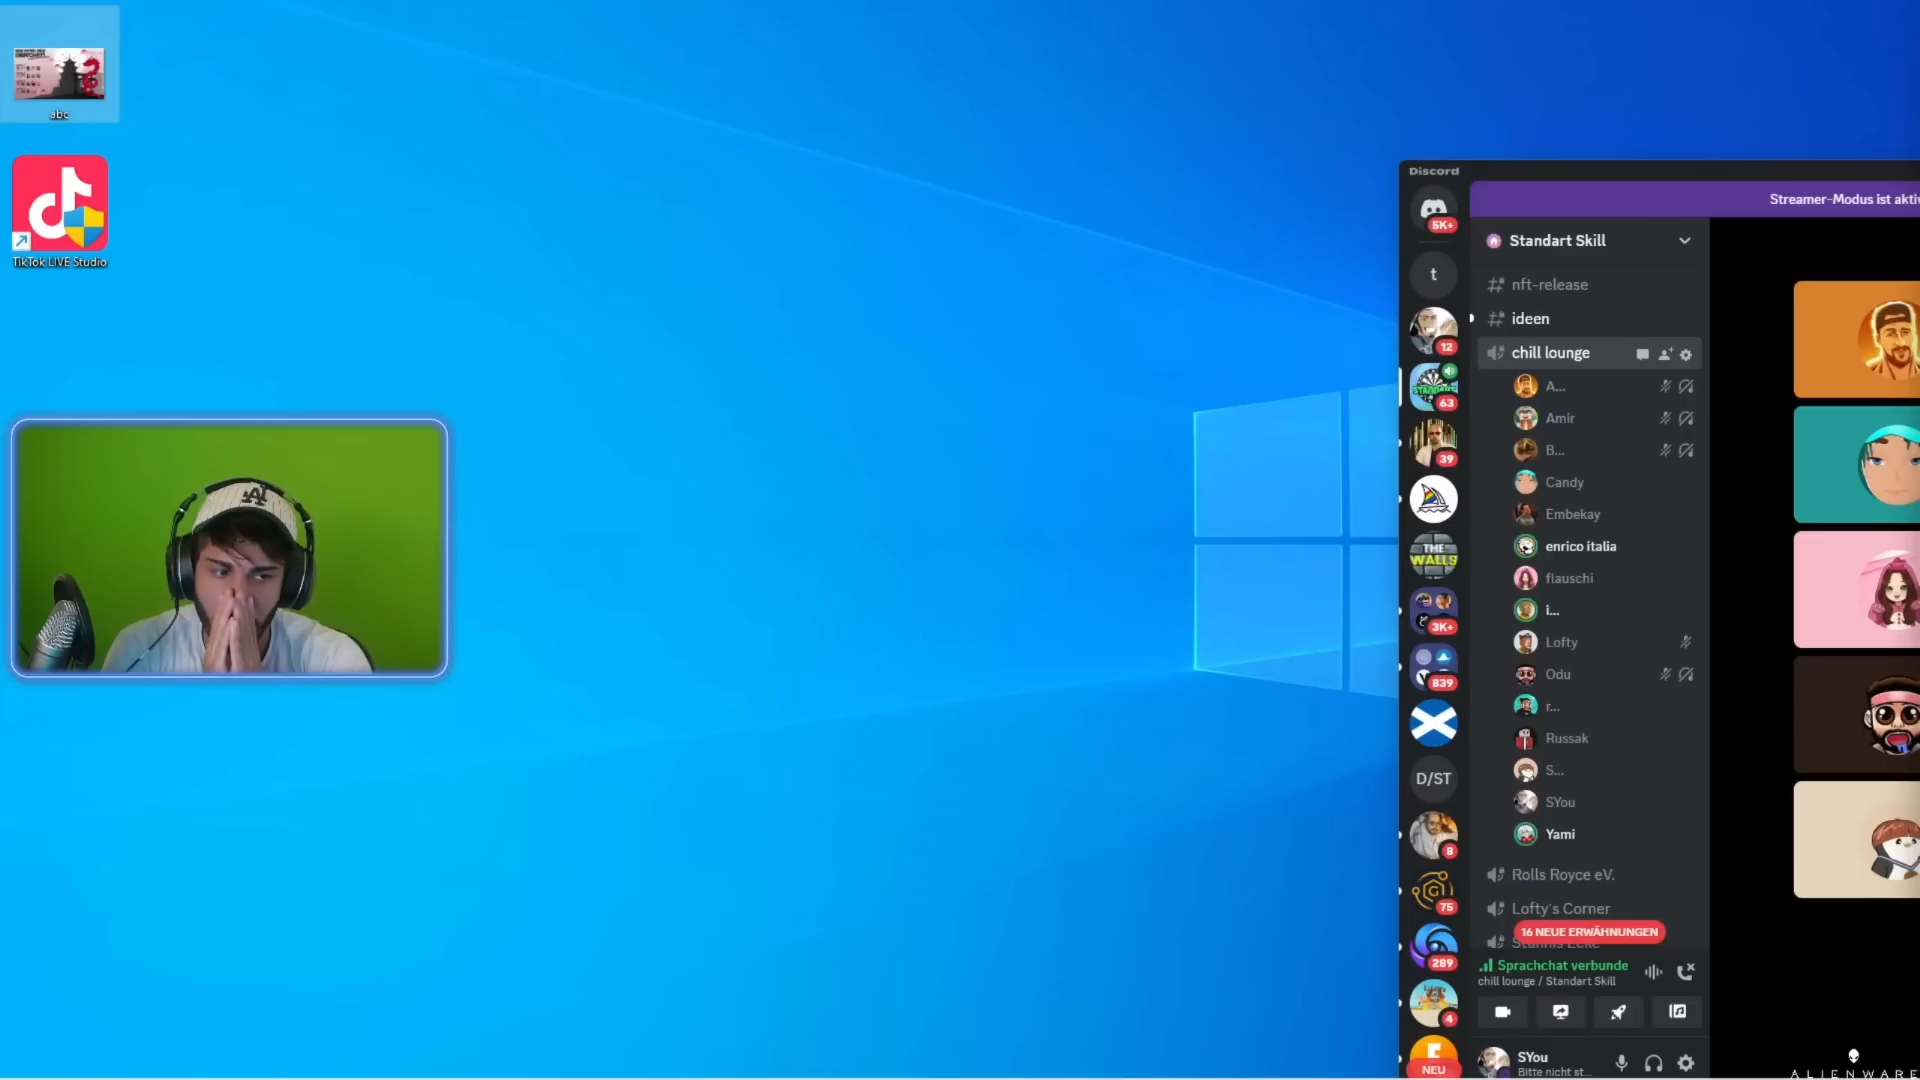 abc
TikTok LIVE Studio
LA
Discord
5K+
t
12
63
39
THE
WALLS
3K+
839
D/ST
8
75
289
4
NEU
Streamer-Modus ist aktiv
Standart Skill
nft-release
ideen
chill lounge
A...
Amir
B...
Candy
Embekay
enrico italia
flauschi
i...
Lofty
Odu
r...
Russak
S...
SYou
Yami
Rolls Royce eV.
Lofty's Corner
16 NEUE ERWÄHNUNGEN
Sprachchat verbunde
chill lounge / Standart Skill
SYou
Bitte nicht st...
ALIENWARE